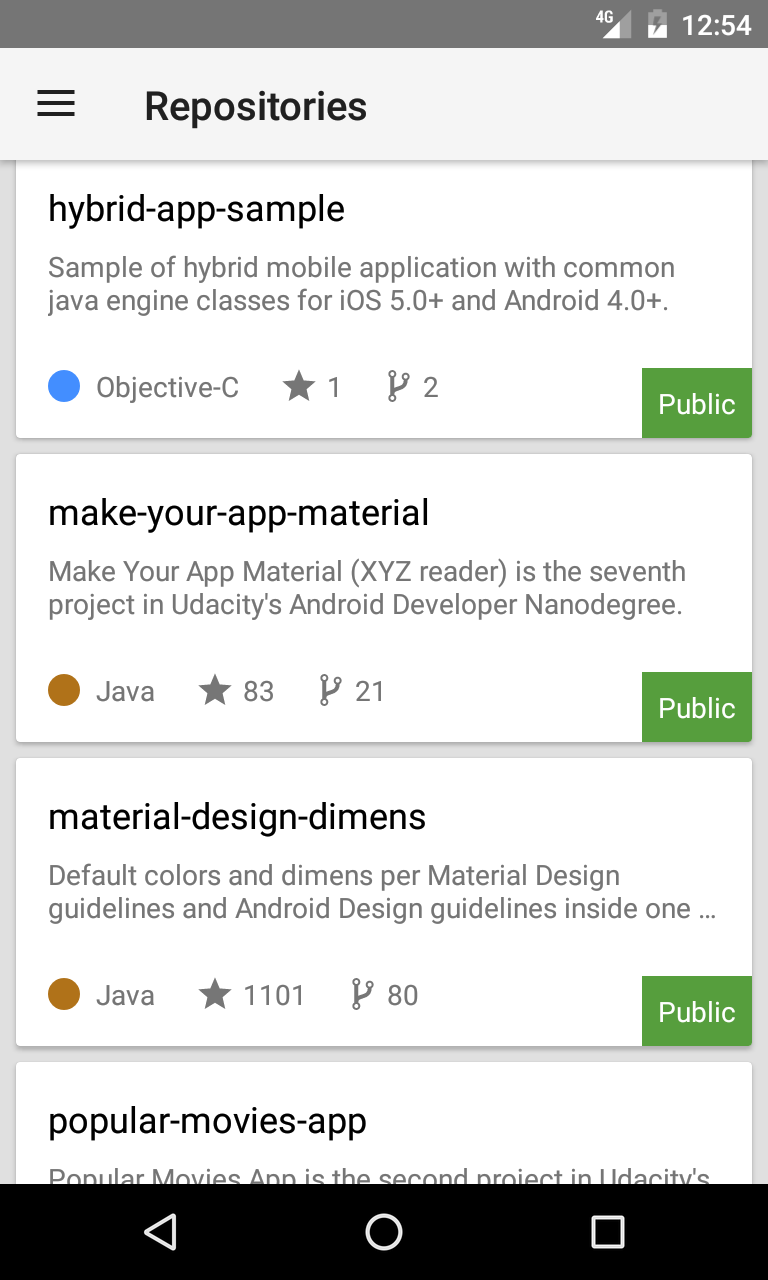 4G 12:54
Repositories
hybrid-app-sample
Sample of hybrid mobile application with common
java engine classes for iOS 5.0+ and Android 4.0+.
Objective-C 1 2 Public
make-your-app-material
Make Your App Material (XYZ reader) is the seventh
project in Udacity's Android Developer Nanodegree.
Java 83 21 Public
material-design-dimens
Default colors and dimens per Material Design
guidelines and Android Design guidelines inside one …
Java 1101 80 Public
popular-movies-app
Popular Movies App is the second project in Udacity's